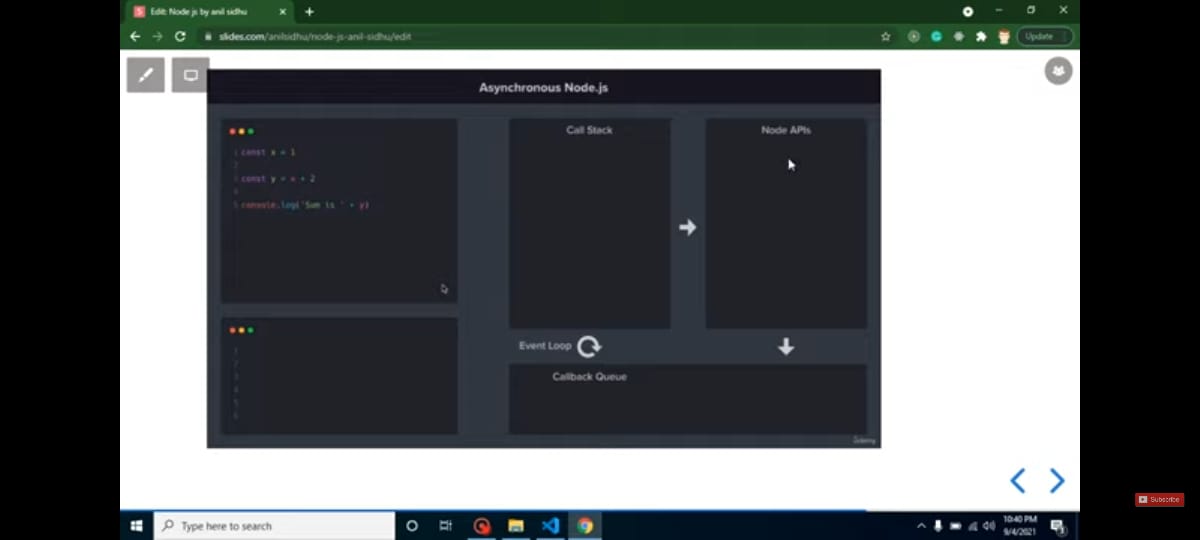 Edit: Node js by anil sidhu
slides.com/anilsidhu/node-js-anil-sidhu/edit
Update
Asynchronous Node.js
1 const x = 1
2
3 const y = x + 2
4
5 console.log('Sum is ' + y)
1
2
3
4
5
6
Call Stack
Node APIs
Event Loop
Callback Queue
Udemy
Subscribe
Type here to search
10:40 PM
9/4/2021